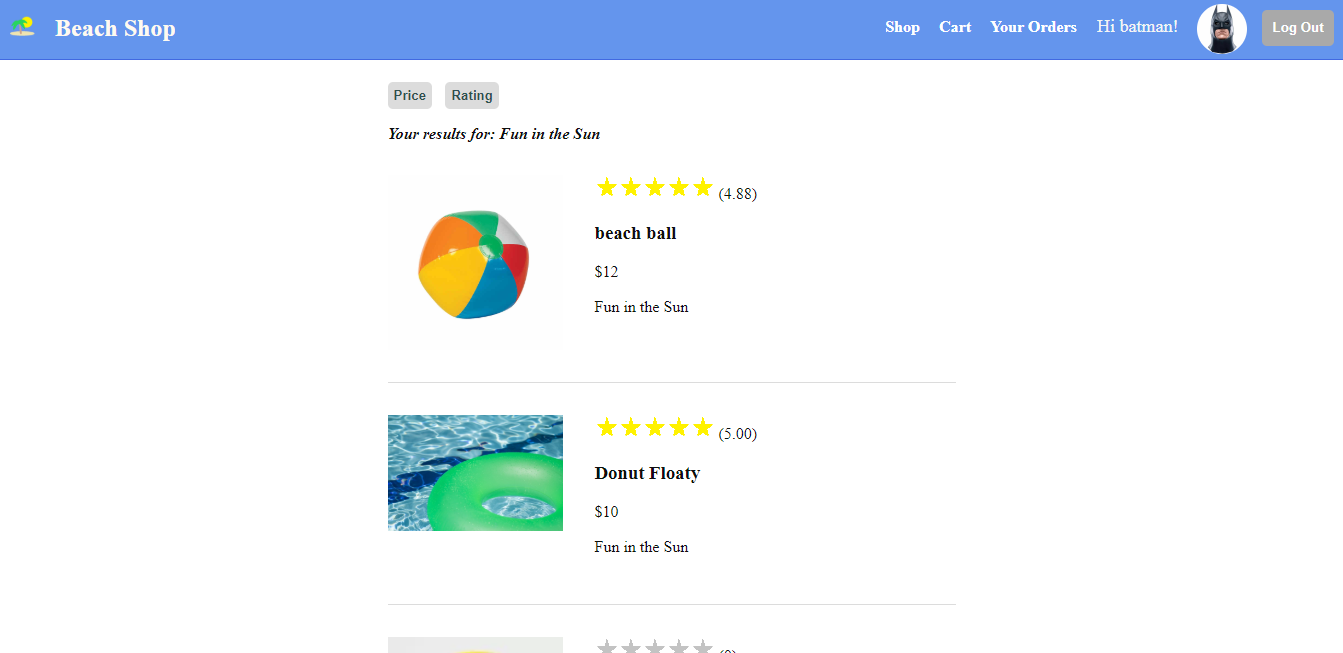 Beach Shop Shop Cart Your Orders Hi batman! Log Out
Price Rating
Your results for: Fun in the Sun
(4.88)
beach ball
$12
Fun in the Sun
(5.00)
Donut Floaty
$10
Fun in the Sun